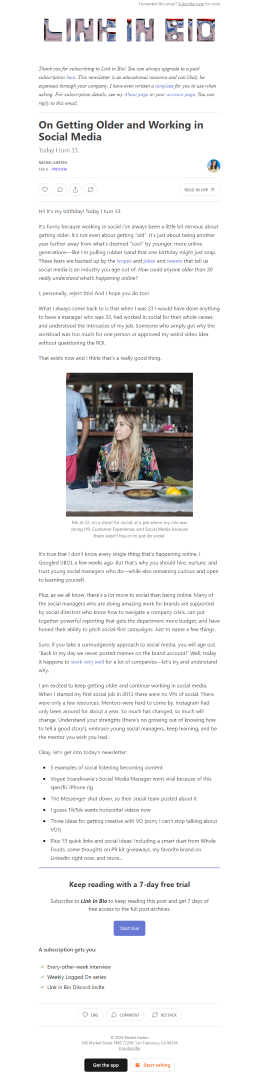 Forwarded this email? Subscribe here for more
LINK IN BIO
Thank you for subscribing to Link in Bio! You can always upgrade to a paid
subscription here. This newsletter is an educational resource and can likely be
expensed through your company. I have even written a template for you to use when
asking. For subscription details, see my About page or your account page. You can
reply to this email.
On Getting Older and Working in
Social Media
Today I turn 33.
RACHEL KARTEN
FEB 6 • PREVIEW
READ IN APP
Hi! It's my birthday! Today I turn 33.
It's funny because working in social I've always been a little bit nervous about
getting older. It's not even about getting "old". It's just about being another
year further away from what's deemed "cool" by younger, more online
generations—like I'm pulling rubber band that one birthday might just snap.
These fears are backed up by the tropes and jokes and tweets that tell us
social media is an industry you age out of. How could anyone older than 30
really understand what's happening online?
I, personally, reject this! And I hope you do too!
What I always come back to is that when I was 23 I would have done anything
to have a manager who was 33, had worked in social for their whole career,
and understood the intricacies of my job. Someone who simply got why the
workload was too much for one person or approved my weird video idea
without questioning the ROI.
That exists now and I think that's a really good thing.
Me at 32, on a shoot for social, at a job where my role was
doing HR, Customer Experience, and Social Media because
there wasn't buy-in to just do social.
It's true that I don't know every single thing that's happening online. I
Googled UBOL a few weeks ago. But that's why you should hire, nurture, and
trust young social managers who do—while also remaining curious and open
to learning yourself.
Plus, as we all know, there's a lot more to social than being online. Many of
the social managers who are doing amazing work for brands are supported
by social directors who know how to navigate a company crisis, can put
together powerful reporting that gets the department more budget, and have
honed their ability to pitch social-first campaigns. Just to name a few things.
Sure, if you take a curmudgeonly approach to social media, you will age out.
"Back in my day we never posted memes on the brand account!" Well, today
it happens to work very well for a lot of companies—let's try and understand
why.
I am excited to keep getting older and continue working in social media.
When I started my first social job in 2013 there were no VPs of social. There
were only a few resources. Mentors were hard to come by. Instagram had
only been around for about a year. So much has changed, so much will
change. Understand your strengths (there's no growing out of knowing how
to tell a good story), embrace young social managers, keep learning, and be
the mentor you wish you had.
Okay, let's get into today's newsletter:
• 5 examples of social listening becoming content
• Vogue Scandinavia's Social Media Manager went viral because of this
specific iPhone rig
• The Messenger shut down, so their social team posted about it
• I guess TikTok wants horizontal videos now
• Three ideas for getting creative with VO (sorry I can't stop talking about
VO!)
• Plus 15 quick links and social ideas! Including a smart duet from Whole
Foods, some thoughts on PR kit giveaways, my favorite brand on
LinkedIn right now, and more...
Keep reading with a 7-day free trial
Subscribe to Link in Bio to keep reading this post and get 7 days of
free access to the full post archives.
Start trial
A subscription gets you:
✓ Every-other-week interview
✓ Weekly Logged On series
✓ Link in Bio Discord invite
LIKE
COMMENT
RESTACK
© 2024 Rachel Karten
548 Market Street PMB 72296, San Francisco, CA 94104
Unsubscribe
Get the app
Start writing